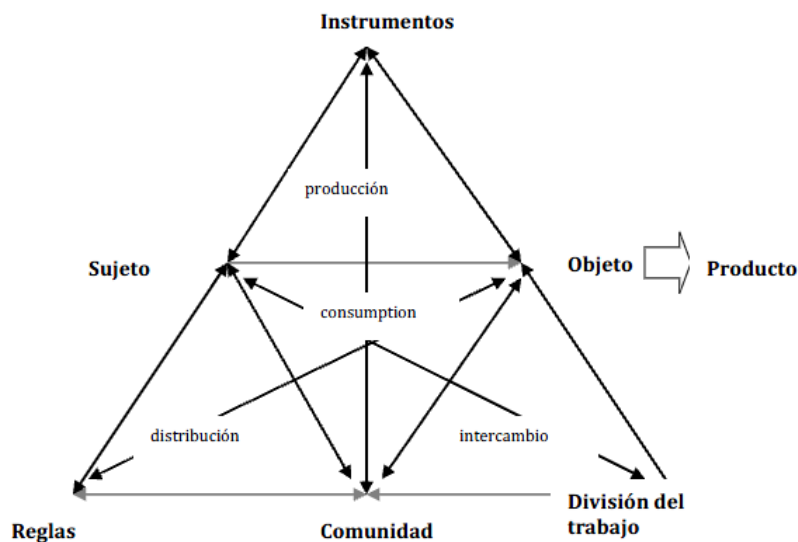 Instrumentos
producción
Sujeto
Objeto
Producto
consumption
distribución
intercambio
Reglas
Comunidad
División del
trabajo